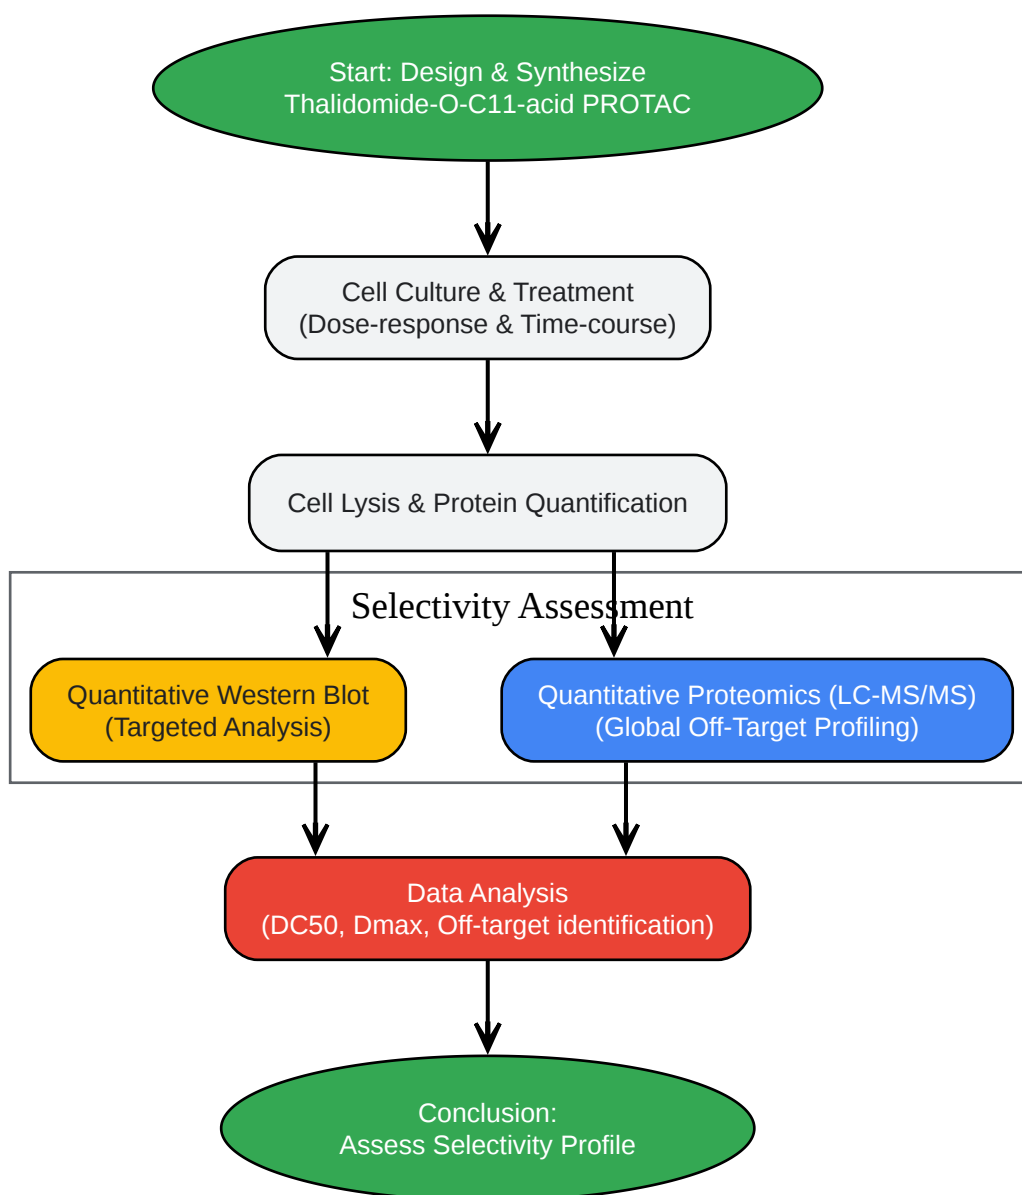 Start: Design & Synthesize
Thalidomide-O-C11-acid PROTAC
Cell Culture & Treatment
(Dose-response & Time-course)
Cell Lysis & Protein Quantification
Selectivity Assessment
Quantitative Western Blot
(Targeted Analysis)
Quantitative Proteomics (LC-MS/MS)
(Global Off-Target Profiling)
Data Analysis
(DC50, Dmax, Off-target identification)
Conclusion:
Assess Selectivity Profile